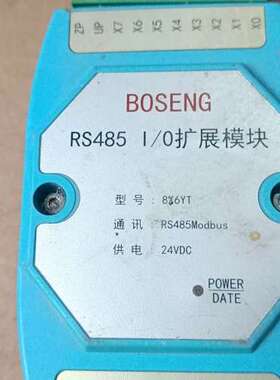 ZP UP X7 X6 X5 X4 X3 X2 X1 X0
BOSENG
RS485 I/O扩展模块
型号: 8X6YT
通讯: RS485Modbus
供电: 24VDC
POWER
DATE